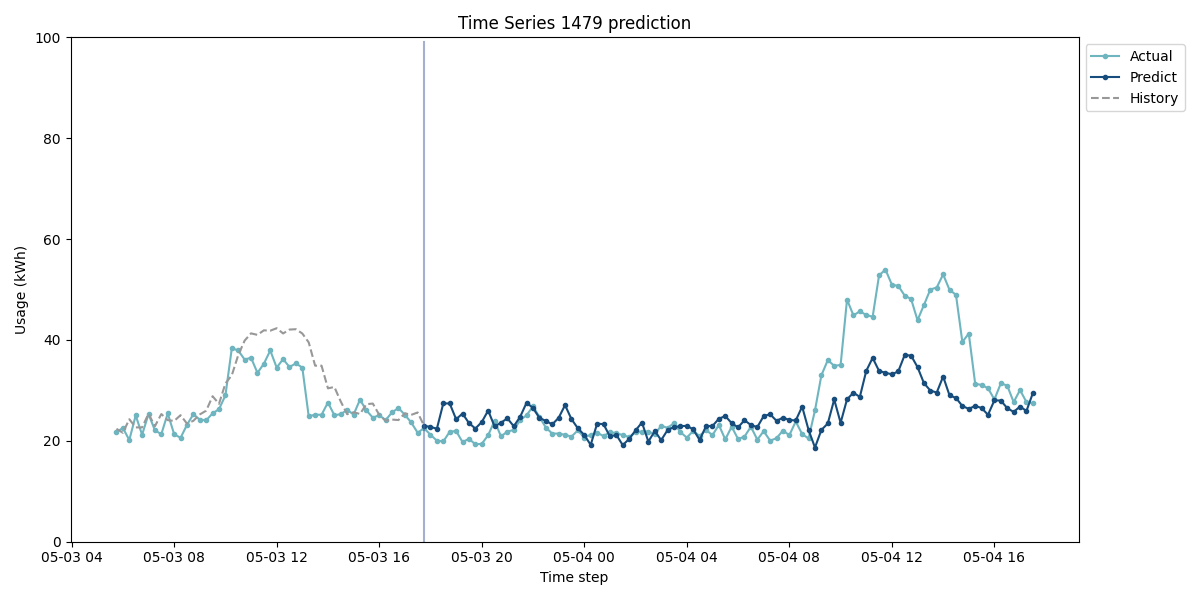 Time Series 1479 prediction
100
80
60
40
20
0
Usage (kWh)
05-03 04
05-03 08
05-03 12
05-03 16
05-03 20
05-04 00
05-04 04
05-04 08
05-04 12
05-04 16
Time step
Actual
Predict
History